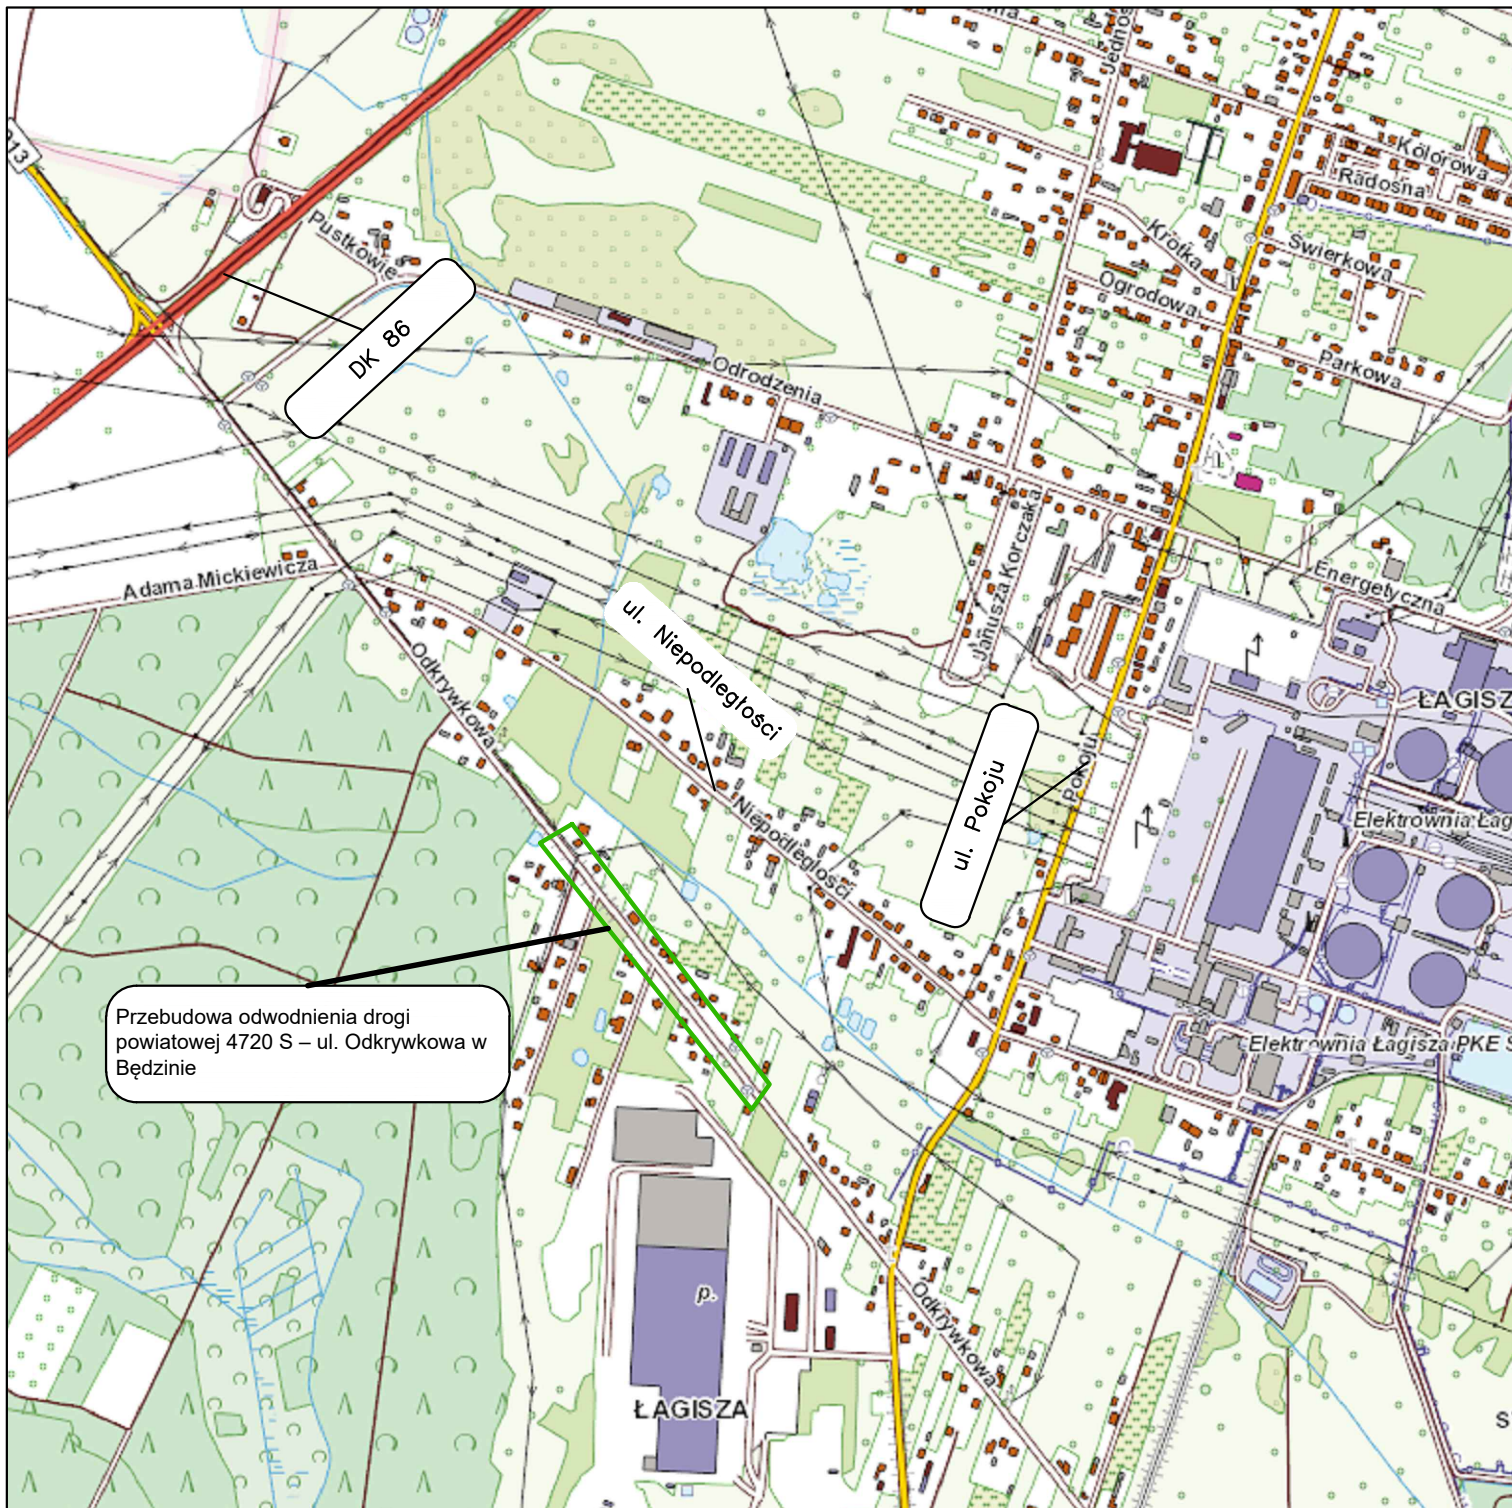 Jednoś
913
Kolorowa
Radosna
Pustkowie
Krótka
Świerkowa
Ogrodowa
DK 86
Parkowa
Odrodzenia
Janusza Korczaka
Adama Mickiewicza
Energetyczna
ul. Niepodległości
Odkrywkowa
ŁAGISZ
ul. Pokoju
Pokoju
Niepodległości
Elektrownia Łag
Przebudowa odwodnienia drogi
powiatowej 4720 S – ul. Odkrywkowa w
Będzinie
Elektrownia Łagisza PKE S
p.
Odkrywkowa
ŁAGISZA
S